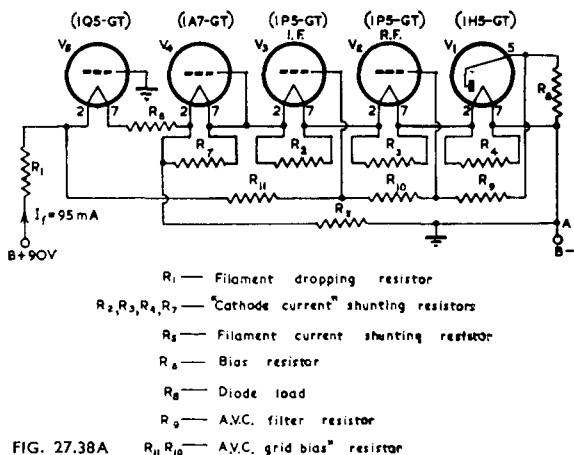 (1Q5-GT) (1A7-GT) (1P5-GT) (1P5-GT) (1H5-GT)
I.F. R.F.
V5 V4 V3 V2 V1
5
2 7 2 7 2 7 2 7 2 7
R6 R8
R7 R2 R3 R4
R1
R11 R10 R9
If = 95 mA
R5
A
B+90V
B-
R1 — Filament dropping resistor
R2,R3,R4,R7 — "Cathode current" shunting resistors
R5 — Filament current shunting resistor
R6 — Bias resistor
R8 — Diode load
R9 — A.V.C. filter resistor
FIG. 27.38A R11 R10 — A.V.C. grid bias" resistor